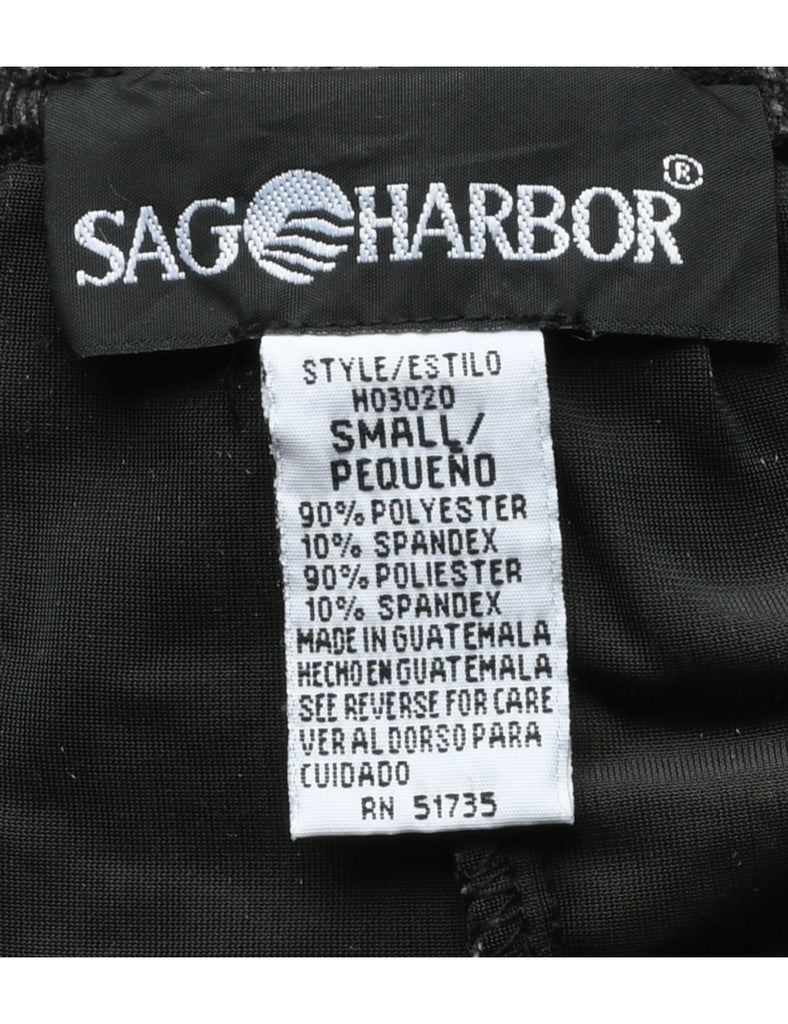 SAG HARBOR®
STYLE/ESTILO
H03020
SMALL/
PEQUEÑO
90% POLYESTER
10% SPANDEX
90% POLIESTER
10% SPANDEX
MADE IN GUATEMALA
HECHO EN GUATEMALA
SEE REVERSE FOR CARE
VER AL DORSO PARA
CUIDADO
RN 51735